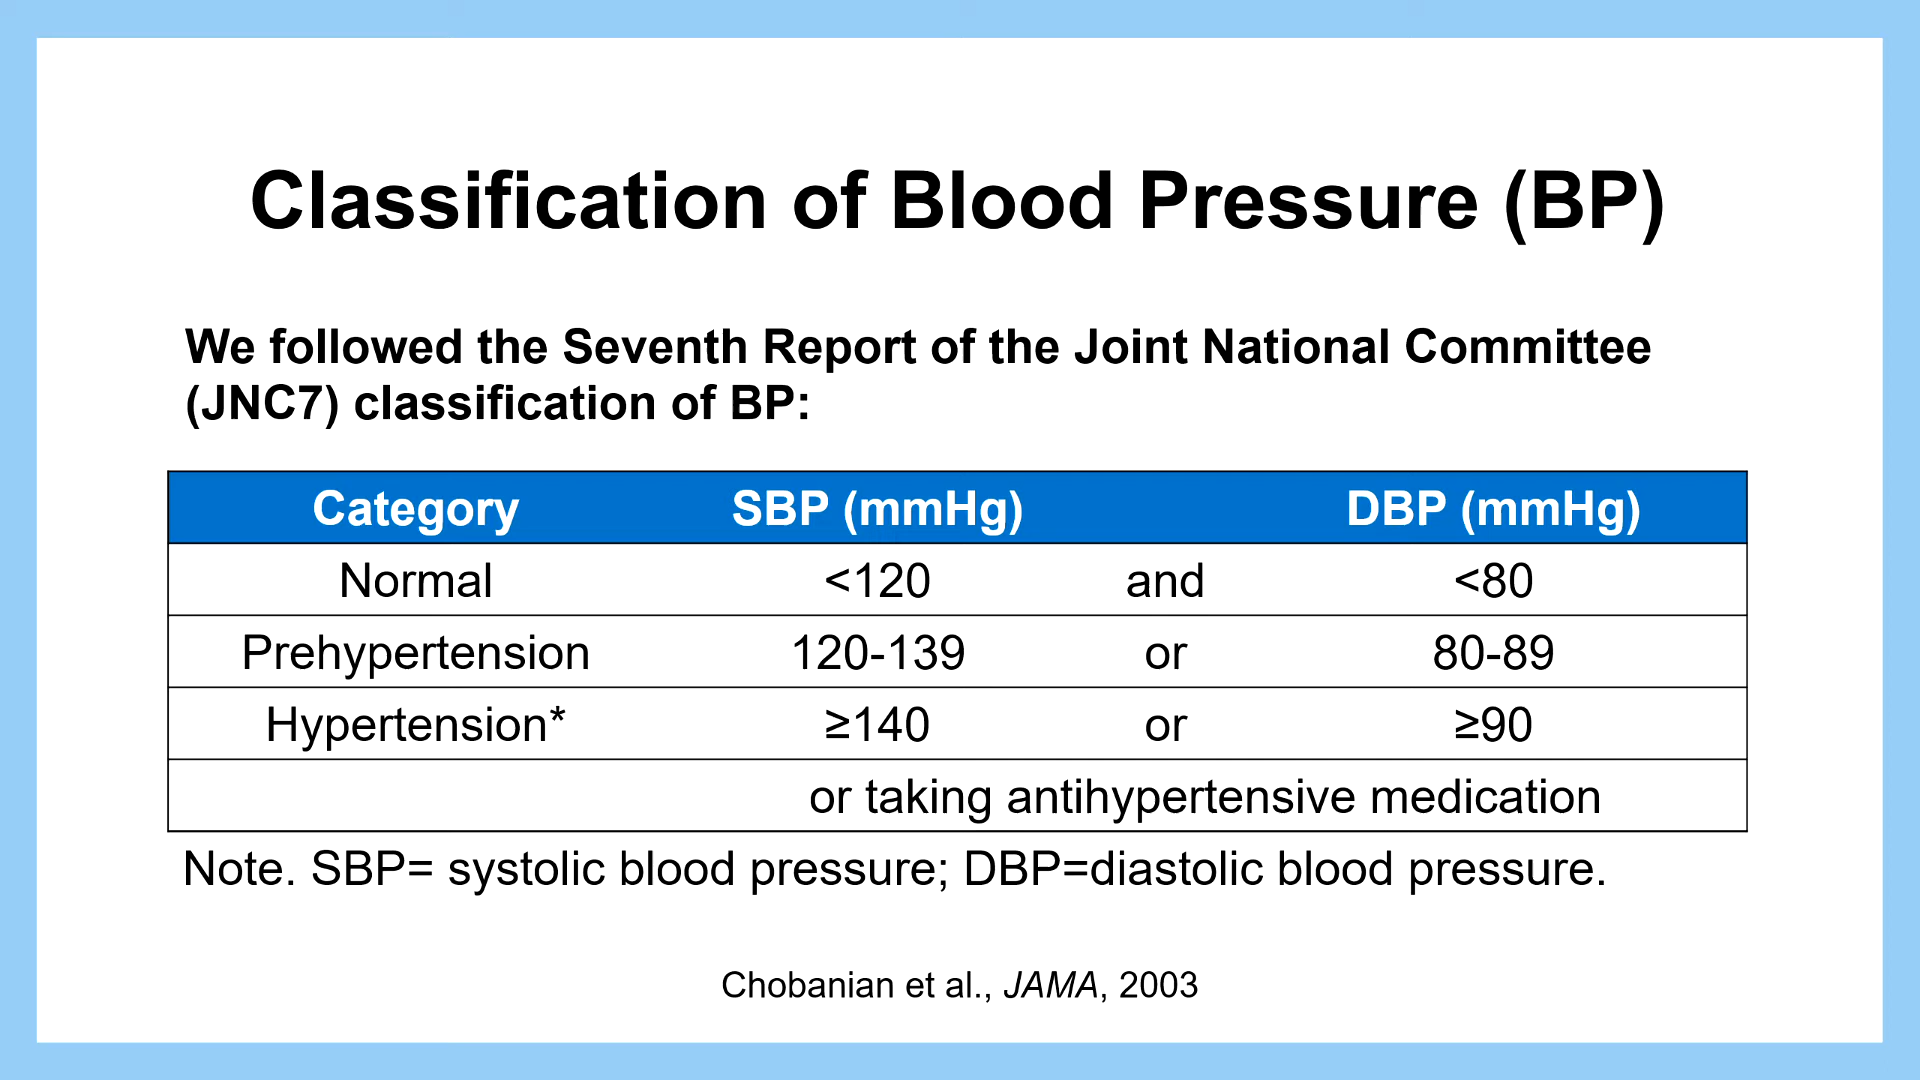 Classification of Blood Pressure (BP)
We followed the Seventh Report of the Joint National Committee
(JNC7) classification of BP:
Category SBP (mmHg) DBP (mmHg)
Normal <120 and <80
Prehypertension 120-139 or 80-89
Hypertension* ≥140 or ≥90
or taking antihypertensive medication
Note. SBP= systolic blood pressure; DBP=diastolic blood pressure.
Chobanian et al., JAMA, 2003